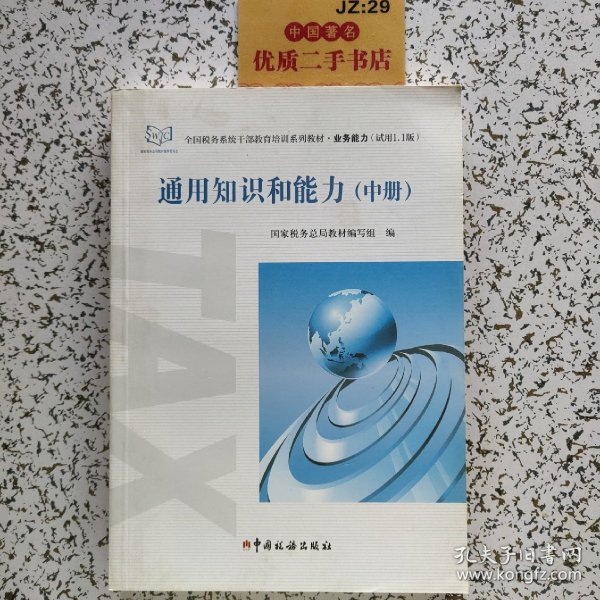 JZ:29
中国著名
优质二手书店
WJC
全国税务系统干部教育培训系列教材·业务能力(试用1.1版)
通用知识和能力(中册)
国家税务总局教材编写组 编
TAX
中国税务出版社
孔夫子旧书网
www.kongfz.com